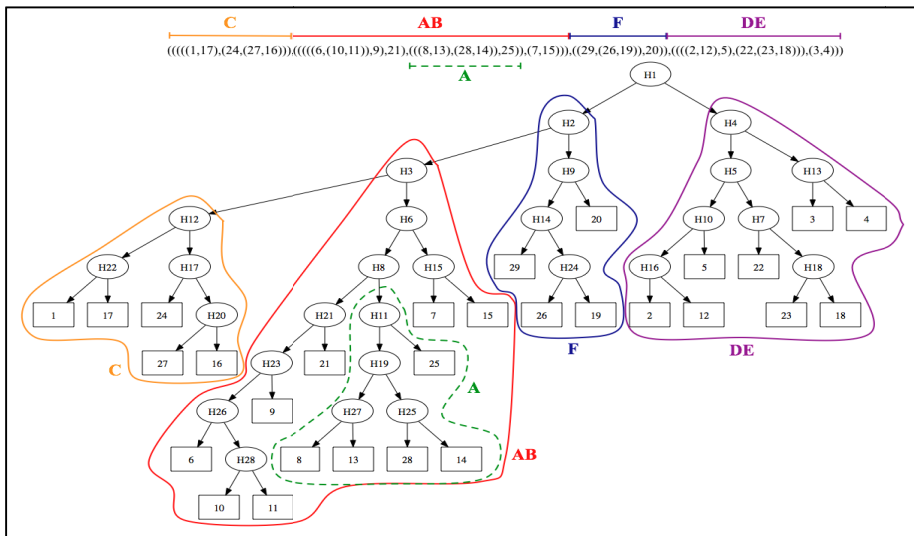 C AB F DE
(((((1,17),(24,(27,16))),(((((6,(10,11)),9),21),(((8,13),(28,14)),25)),(7,15))),((29,(26,19)),20)),((((2,12),5),(22,(23,18))),(3,4)))
A
H1
H2 H4
H3 H9 H5 H13
H12 H6 H14 20 H10 H7 3 4
H22 H17 H8 H15 29 H24 H16 5 22 H18
1 17 24 H20 H21 H11 7 15 26 19 2 12 23 18
F DE
27 16 H23 21 H19 25
C A
H26 9 H27 H25
AB
6 H28 8 13 28 14
10 11